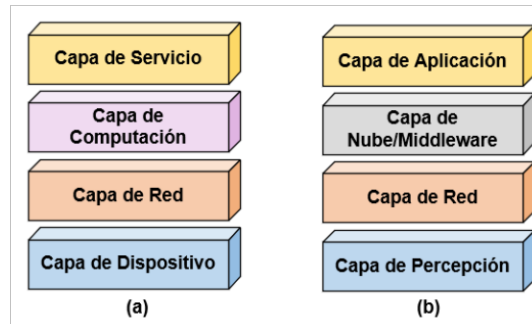 Capa de Servicio
Capa de
Computación
Capa de Red
Capa de Dispositivo
(a)
Capa de Aplicación
Capa de
Nube/Middleware
Capa de Red
Capa de Percepción
(b)